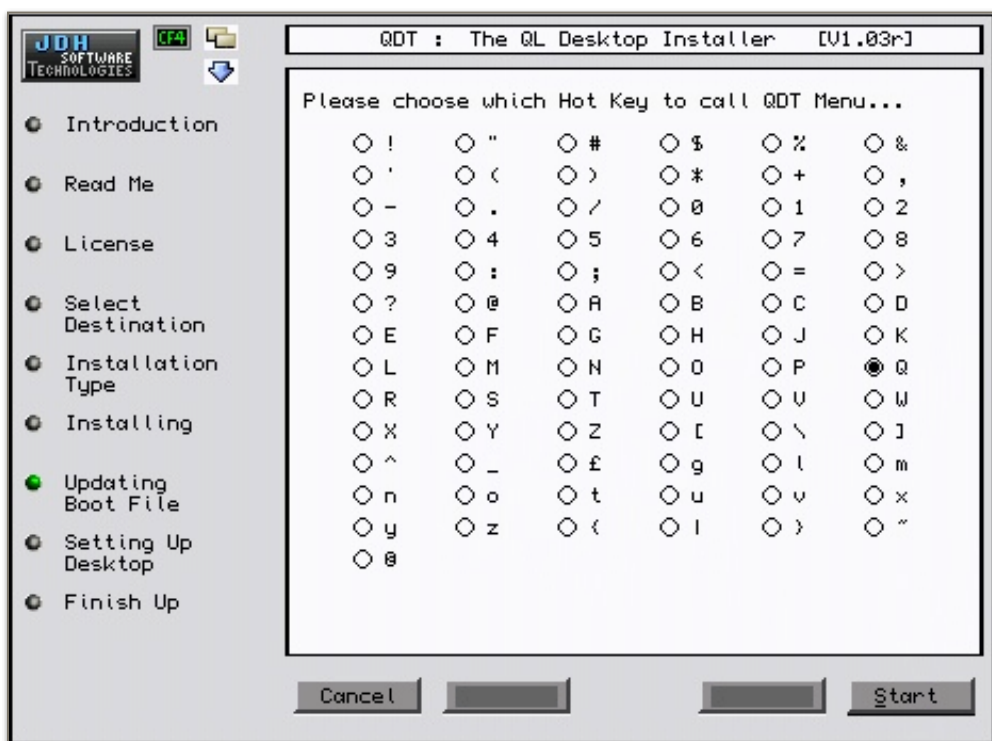 JDH
SOFTWARE
TECHNOLOGIES
CF4
QDT : The QL Desktop Installer [V1.03r]
Introduction
Read Me
License
Select
Destination
Installation
Type
Installing
Updating
Boot File
Setting Up
Desktop
Finish Up
Please choose which Hot Key to call QDT Menu...
! " # $ % &
' ( ) * + ,
- . / 0 1 2
3 4 5 6 7 8
9 : ; < = >
? @ A B C D
E F G H J K
L M N O P Q
R S T U V W
X Y Z [ \ ]
^ _ £ g l m
n o t u v x
y z { | } ~
@
Cancel
Start